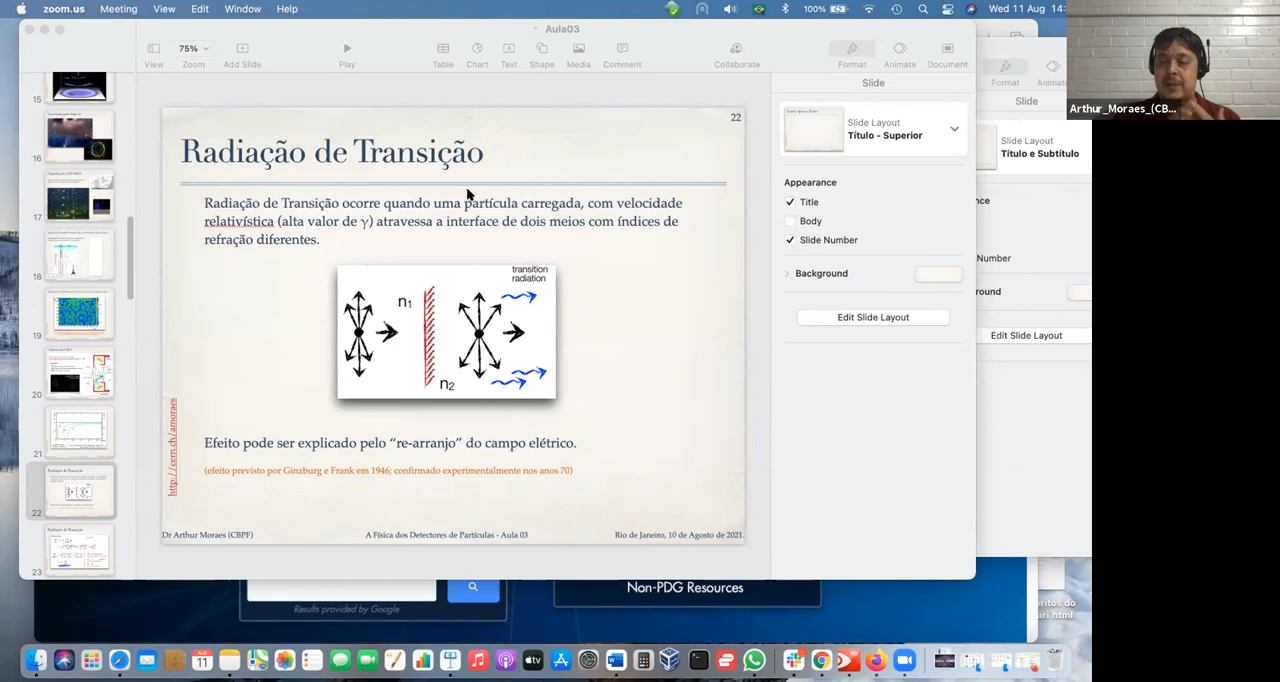 zoom.us Meeting View Edit Window Help
100% Wed 11 Aug 14:
Aula03
75%
View Zoom Add Slide Play Table Chart Text Shape Media Comment Collaborate Format Animate Document
Format
Slide
Slide
Arthur_Moraes_(CB...
Slide Layout
Título - Superior
Slide Layout
Título e Subtítulo
Appearance
Title
Body
Slide Number
Background
Edit Slide Layout
Edit Slide Layout
15
16
17
18
19
20
21
22
23
22
Radiação de Transição
Radiação de Transição ocorre quando uma partícula carregada, com velocidade
relativística (alta valor de γ) atravessa a interface de dois meios com índices de
refração diferentes.
transition
radiation
n1
n2
Efeito pode ser explicado pelo “re-arranjo” do campo elétrico.
(efeito previsto por Ginzburg e Frank em 1946; confirmado experimentalmente nos anos 70)
http://cern.ch/amoraes
Dr Arthur Moraes (CBPF) A Física dos Detectores de Partículas - Aula 03 Rio de Janeiro, 10 de Agosto de 2021.
Results provided by Google
Non-PDG Resources
AUG
11
tv